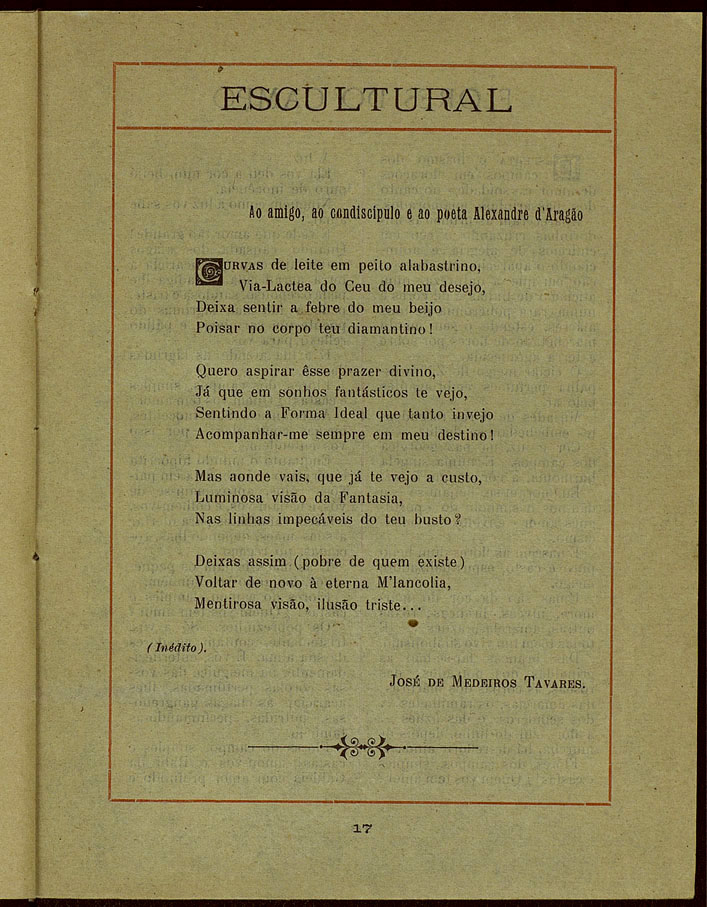 ESCULTURAL
Ao amigo, ao condiscípulo e ao poeta Alexandre d'Aragão
CURVAS de leite em peito alabastrino,
Via-Lactea do Ceu do meu desejo,
Deixa sentir a febre do meu beijo
Poisar no corpo teu diamantino!
Quero aspirar êsse prazer divino,
Já que em sonhos fantásticos te vejo,
Sentindo a Forma Ideal que tanto invejo
Acompanhar-me sempre em meu destino!
Mas aonde vais, que já te vejo a custo,
Luminosa visão da Fantasia,
Nas linhas impecáveis do teu busto?
Deixas assim (pobre de quem existe)
Voltar de novo à eterna M'lancolia,
Mentirosa visão, ilusão triste...
(Inédito).
JOSÉ DE MEDEIROS TAVARES.
17